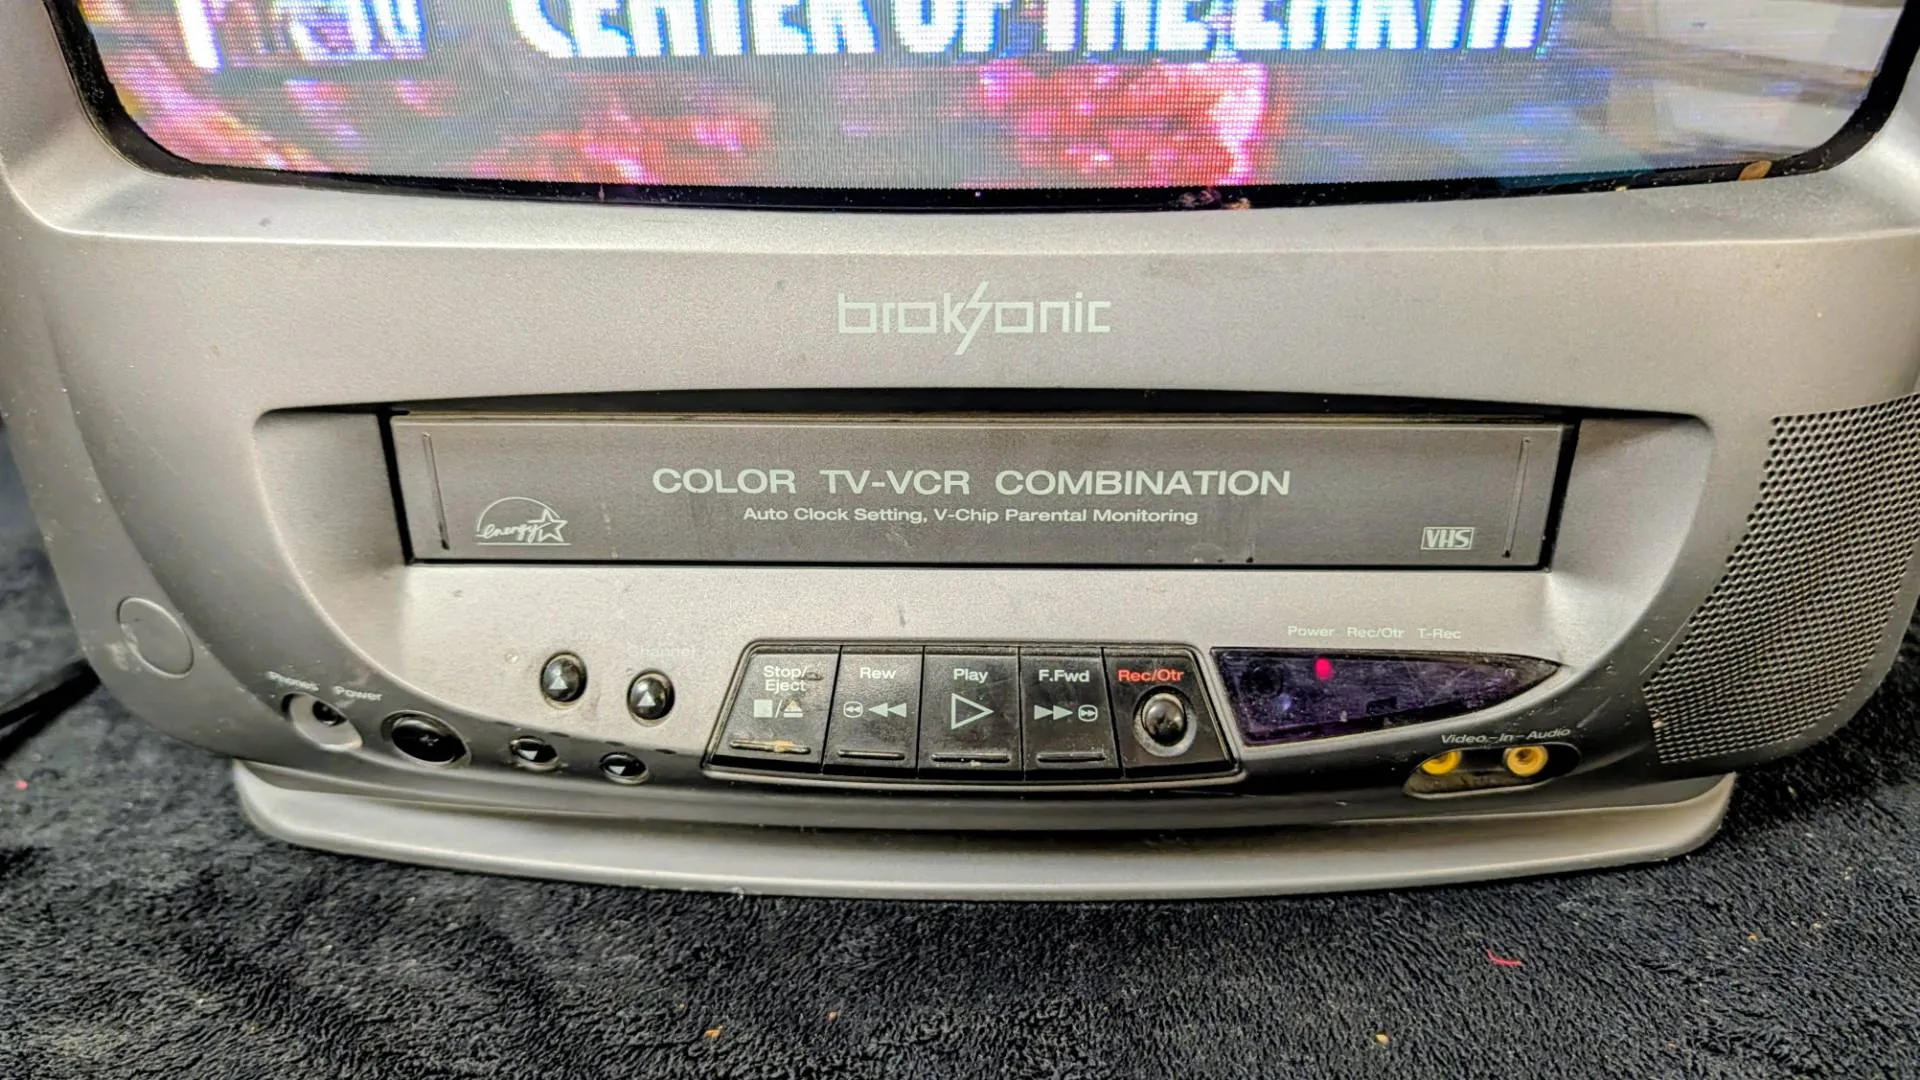 CENTER OF THE EARTH
broksonic
COLOR TV-VCR COMBINATION
Auto Clock Setting, V-Chip Parental Monitoring
energy
VHS
Power Rec/Otr T-Rec
Channel
Stop/Eject
Rew
Play
F.Fwd
Rec/Otr
Phones Power
Video-In-Audio